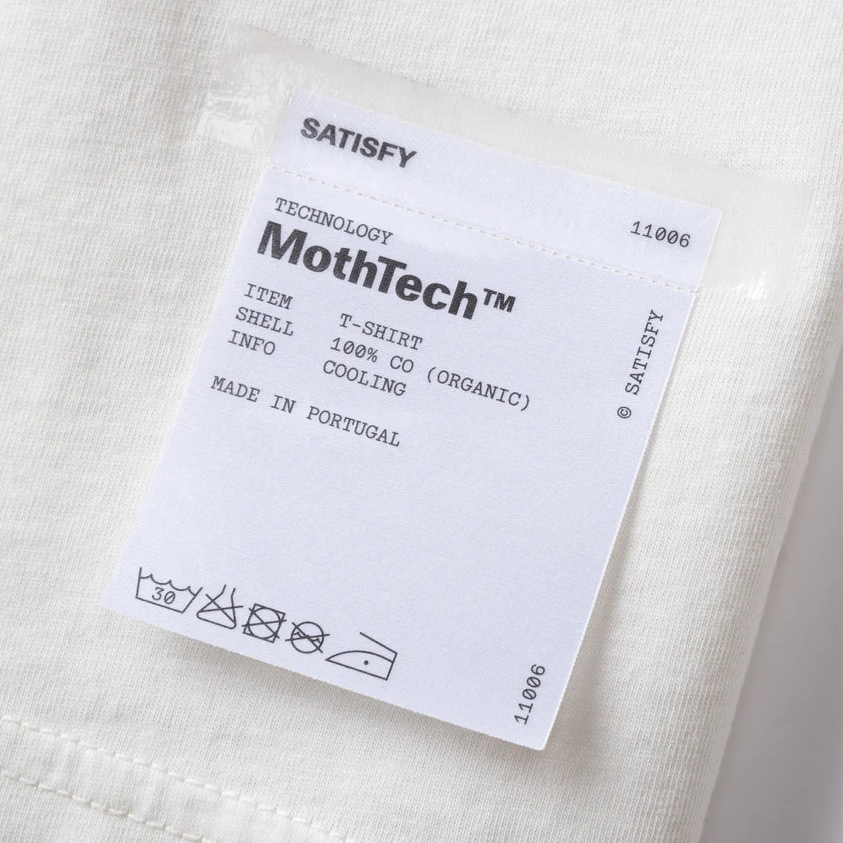 SATISFY
11006
TECHNOLOGY
MothTech™
ITEM T-SHIRT
SHELL 100% CO (ORGANIC)
INFO COOLING
MADE IN PORTUGAL
© SATISFY
30
11006